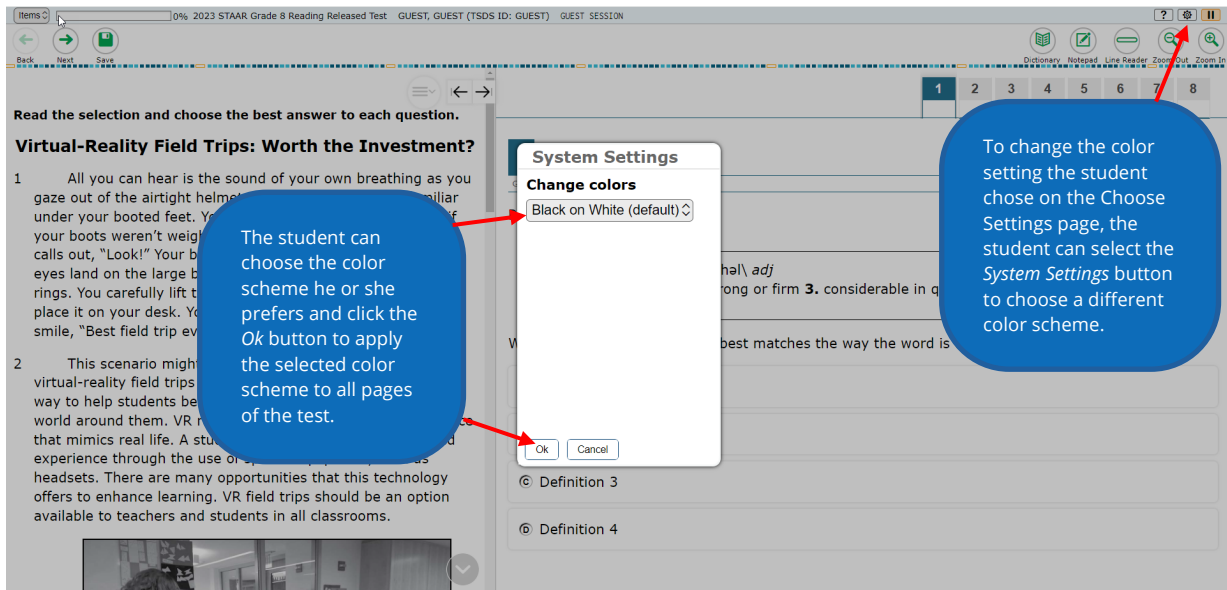 Items
0% 2023 STAAR Grade 8 Reading Released Test GUEST, GUEST (TSDS ID: GUEST) GUEST SESSION
?
Back Next Save
Dictionary Notepad Line Reader Zoom Out Zoom In
1 2 3 4 5 6 7 8
Read the selection and choose the best answer to each question.
Virtual-Reality Field Trips: Worth the Investment?
1 All you can hear is the sound of your own breathing as you
gaze out of the airtight
under your booted feet.
your boots weren't
calls out, "Look!" Your
eyes land on the large
rings. You carefully lift
place it on your desk.
smile, "Best field trip
2 This scenario
virtual-reality field trips
way to help students
world around them. VR
that mimics real life. A
experience through the use of
headsets. There are many opportunities that this technology
offers to enhance learning. VR field trips should be an option
available to teachers and students in all classrooms.
The student can
choose the color
scheme he or she
prefers and click the
Ok button to apply
the selected color
scheme to all pages
of the test.
System Settings
Change colors
Black on White (default)
Ok Cancel
adj
or firm 3. considerable in
best matches the way the word is
C Definition 3
D Definition 4
To change the color
setting the student
chose on the Choose
Settings page, the
student can select the
System Settings button
to choose a different
color scheme.